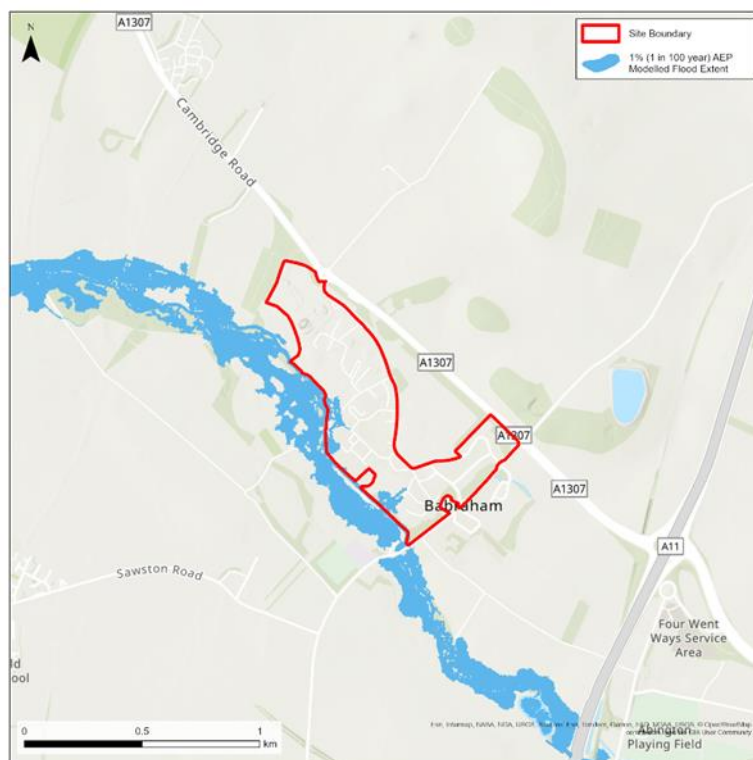 A1307
N
Site Boundary
1% (1 in 100 year) AEP
Modelled Flood Extent
Cambridge Road
A1307
A1307
Babraham
A1307
A11
Sawston Road
Four Went
Ways Service
Area
ool
0 0.5 1
km
Abington
Playing Field